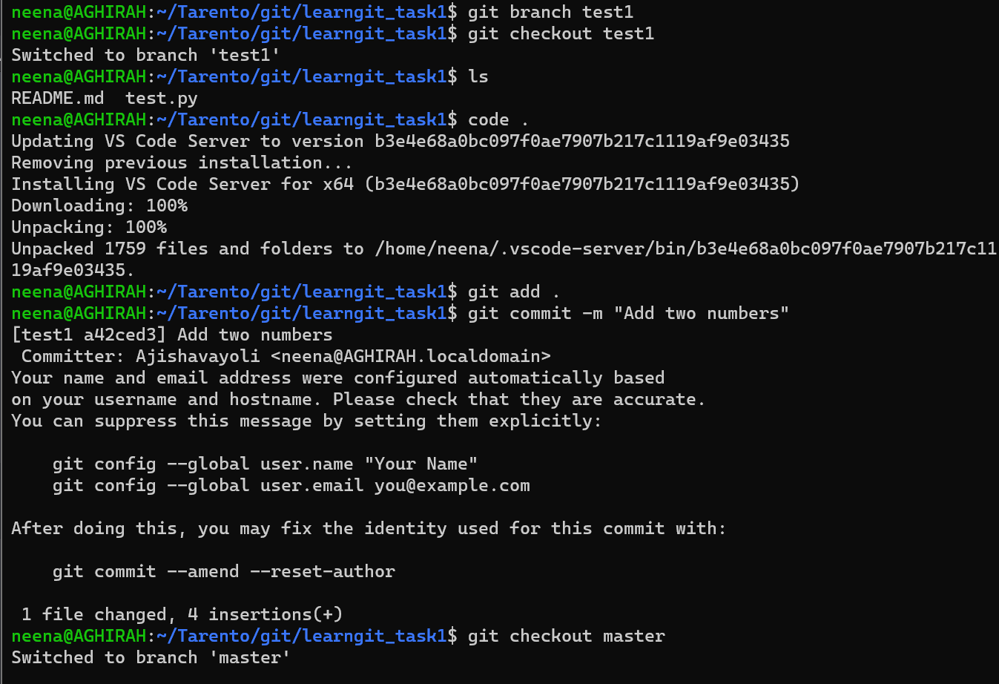 neena@AGHIRAH:~/Tarento/git/learngit_task1$ git branch test1
neena@AGHIRAH:~/Tarento/git/learngit_task1$ git checkout test1
Switched to branch 'test1'
neena@AGHIRAH:~/Tarento/git/learngit_task1$ ls
README.md  test.py
neena@AGHIRAH:~/Tarento/git/learngit_task1$ code .
Updating VS Code Server to version b3e4e68a0bc097f0ae7907b217c1119af9e03435
Removing previous installation...
Installing VS Code Server for x64 (b3e4e68a0bc097f0ae7907b217c1119af9e03435)
Downloading: 100%
Unpacking: 100%
Unpacked 1759 files and folders to /home/neena/.vscode-server/bin/b3e4e68a0bc097f0ae7907b217c11
19af9e03435.
neena@AGHIRAH:~/Tarento/git/learngit_task1$ git add .
neena@AGHIRAH:~/Tarento/git/learngit_task1$ git commit -m "Add two numbers"
[test1 a42ced3] Add two numbers
 Committer: Ajishavayoli <neena@AGHIRAH.localdomain>
Your name and email address were configured automatically based
on your username and hostname. Please check that they are accurate.
You can suppress this message by setting them explicitly:

    git config --global user.name "Your Name"
    git config --global user.email you@example.com

After doing this, you may fix the identity used for this commit with:

    git commit --amend --reset-author

 1 file changed, 4 insertions(+)
neena@AGHIRAH:~/Tarento/git/learngit_task1$ git checkout master
Switched to branch 'master'